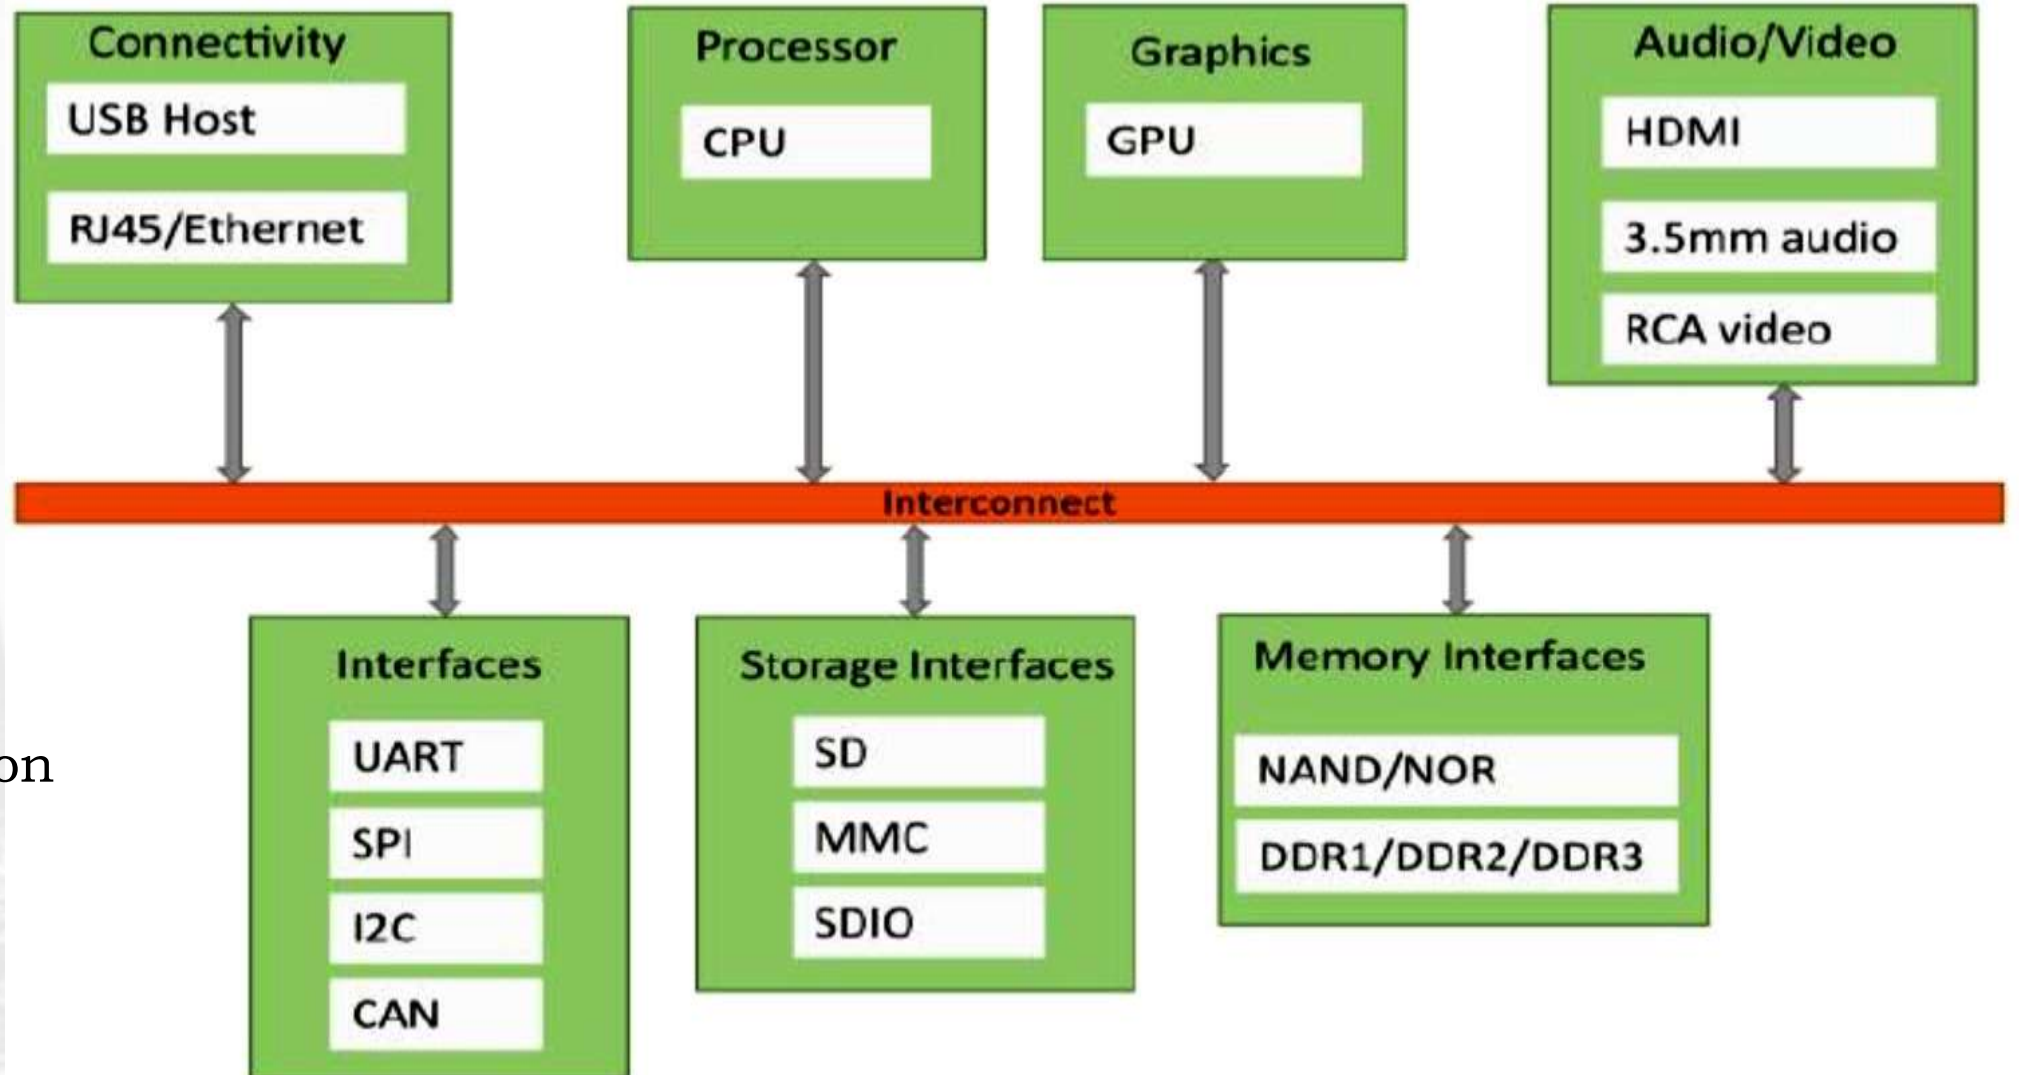 Connectivity
USB Host
RJ45/Ethernet
Processor
CPU
Graphics
GPU
Audio/Video
HDMI
3.5mm audio
RCA video
Interconnect
Interfaces
UART
SPI
I2C
CAN
Storage Interfaces
SD
MMC
SDIO
Memory Interfaces
NAND/NOR
DDR1/DDR2/DDR3
on